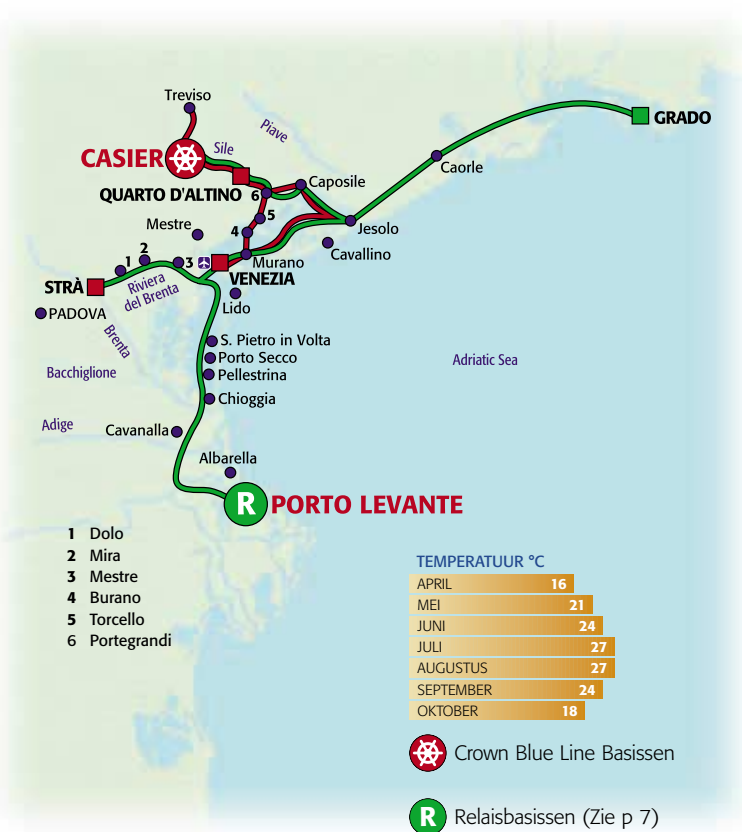 Treviso
Piave
GRADO
CASIER
Sile
Caorle
QUARTO D'ALTINO
6
Caposile
5
Mestre
4
Jesolo
Cavallino
2
1
3
Murano
VENEZIA
STRÀ
Riviera
del Brenta
Lido
PADOVA
Brenta
S. Pietro in Volta
Porto Secco
Adriatic Sea
Bacchiglione
Pellestrina
Chioggia
Adige
Cavanalla
Albarella
R PORTO LEVANTE
1 Dolo
2 Mira
3 Mestre
4 Burano
5 Torcello
6 Portegrandi
TEMPERATUUR °C
APRIL 16
MEI 21
JUNI 24
JULI 27
AUGUSTUS 27
SEPTEMBER 24
OKTOBER 18
Crown Blue Line Basissen
R Relaisbasissen (Zie p 7)